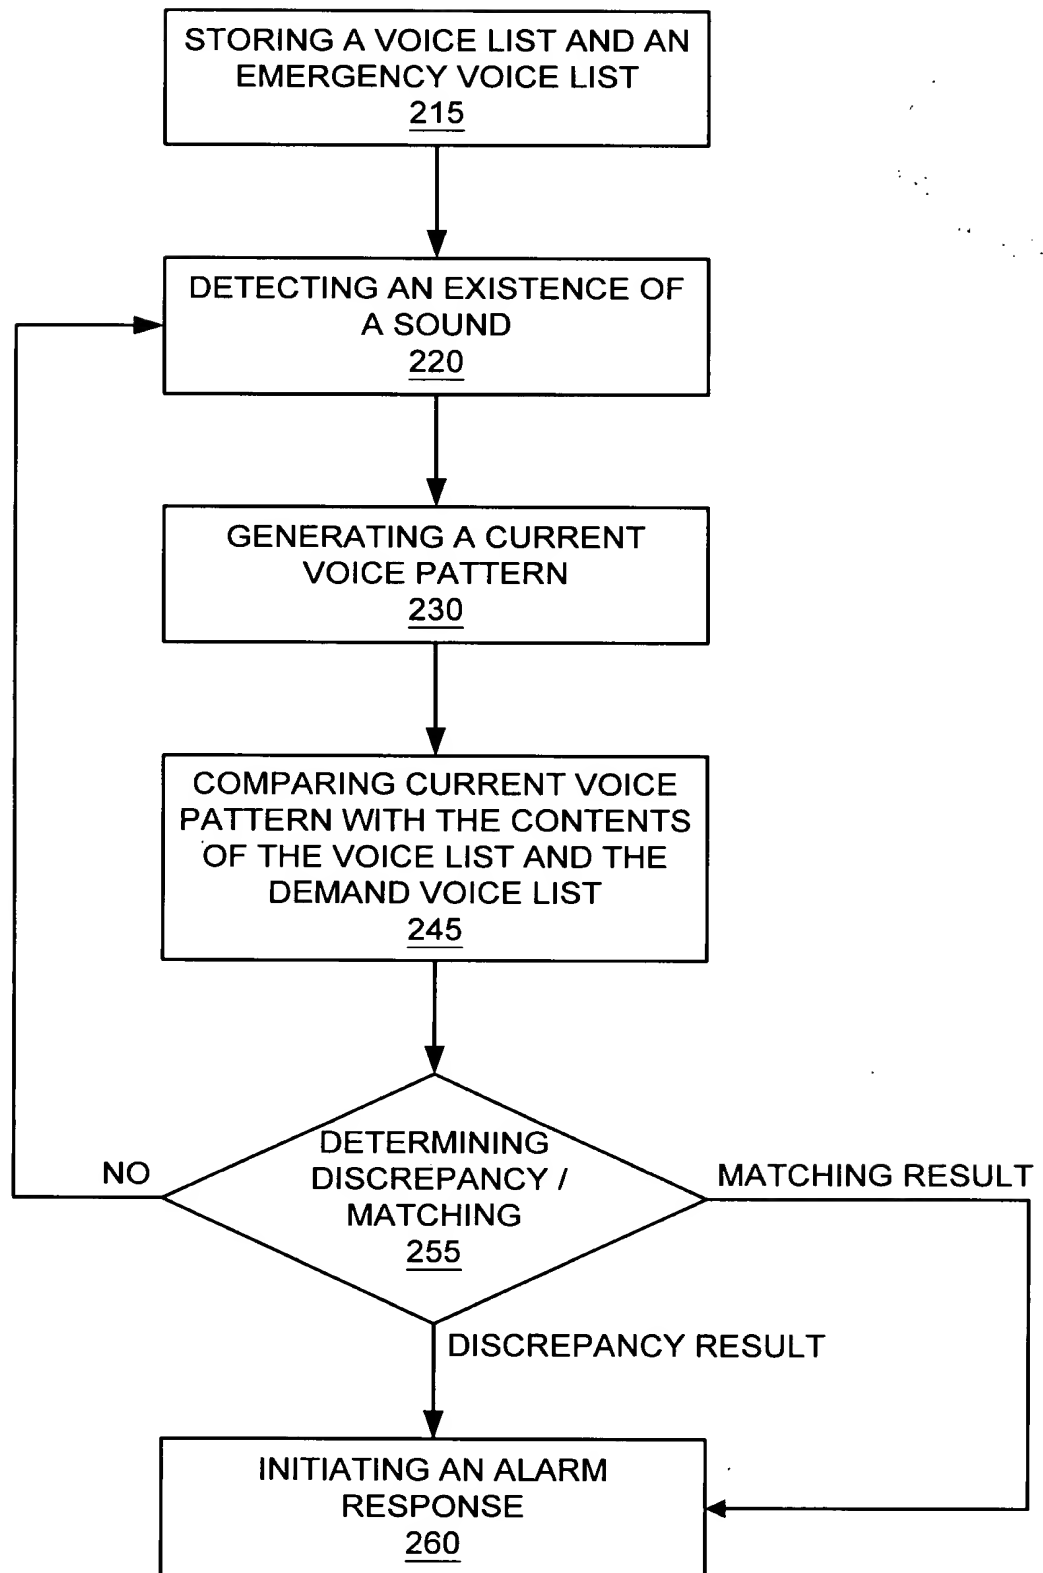 STORING A VOICE LIST AND AN
EMERGENCY VOICE LIST
215
DETECTING AN EXISTENCE OF
A SOUND
220
GENERATING A CURRENT
VOICE PATTERN
230
COMPARING CURRENT VOICE
PATTERN WITH THE CONTENTS
OF THE VOICE LIST AND THE
DEMAND VOICE LIST
245
DETERMINING
DISCREPANCY /
MATCHING
255
NO
MATCHING RESULT
DISCREPANCY RESULT
INITIATING AN ALARM
RESPONSE
260